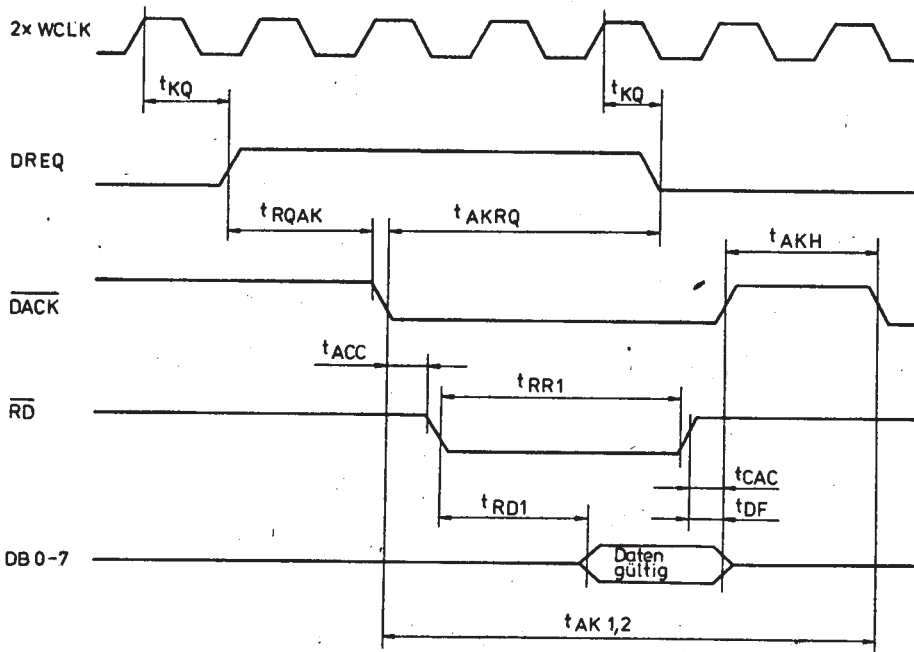 2x WCLK
tKQ
tKQ
DREQ
tRQAK
tAKRQ
tAKH
DACK
tACC
tRR1
RD
tCAC
tRD1
tDF
DB 0-7
Daten
gültig
tAK 1,2